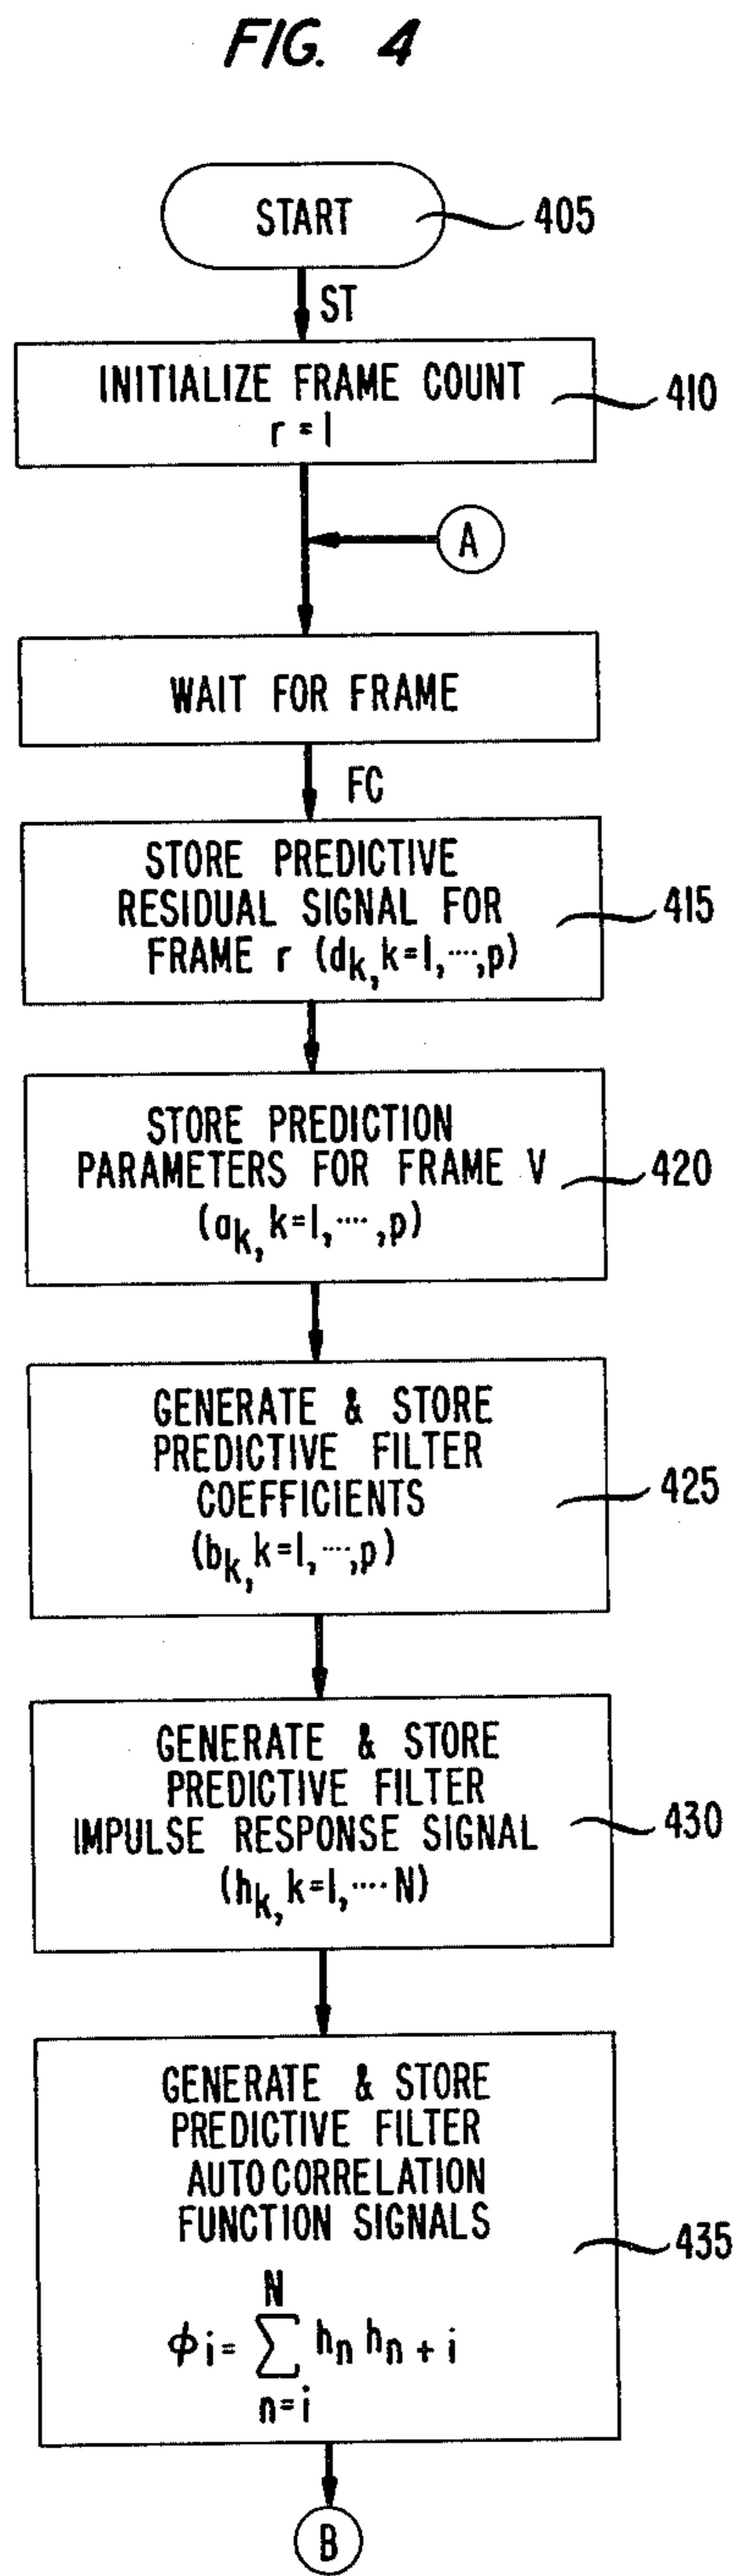 FIG. 4
START
405
ST
INITIALIZE FRAME COUNT
r = 1
410
A
WAIT FOR FRAME
FC
STORE PREDICTIVE
RESIDUAL SIGNAL FOR
FRAME r (dk, k=1,····,p)
415
STORE PREDICTION
PARAMETERS FOR FRAME V
(ak, k=1,····,p)
420
GENERATE & STORE
PREDICTIVE FILTER
COEFFICIENTS
(bk, k=1,····,p)
425
GENERATE & STORE
PREDICTIVE FILTER
IMPULSE RESPONSE SIGNAL
(hk, k=1,···· N)
430
GENERATE & STORE
PREDICTIVE FILTER
AUTOCORRELATION
FUNCTION SIGNALS
435
N
ϕi= ∑ hn hn + i
n=i
B